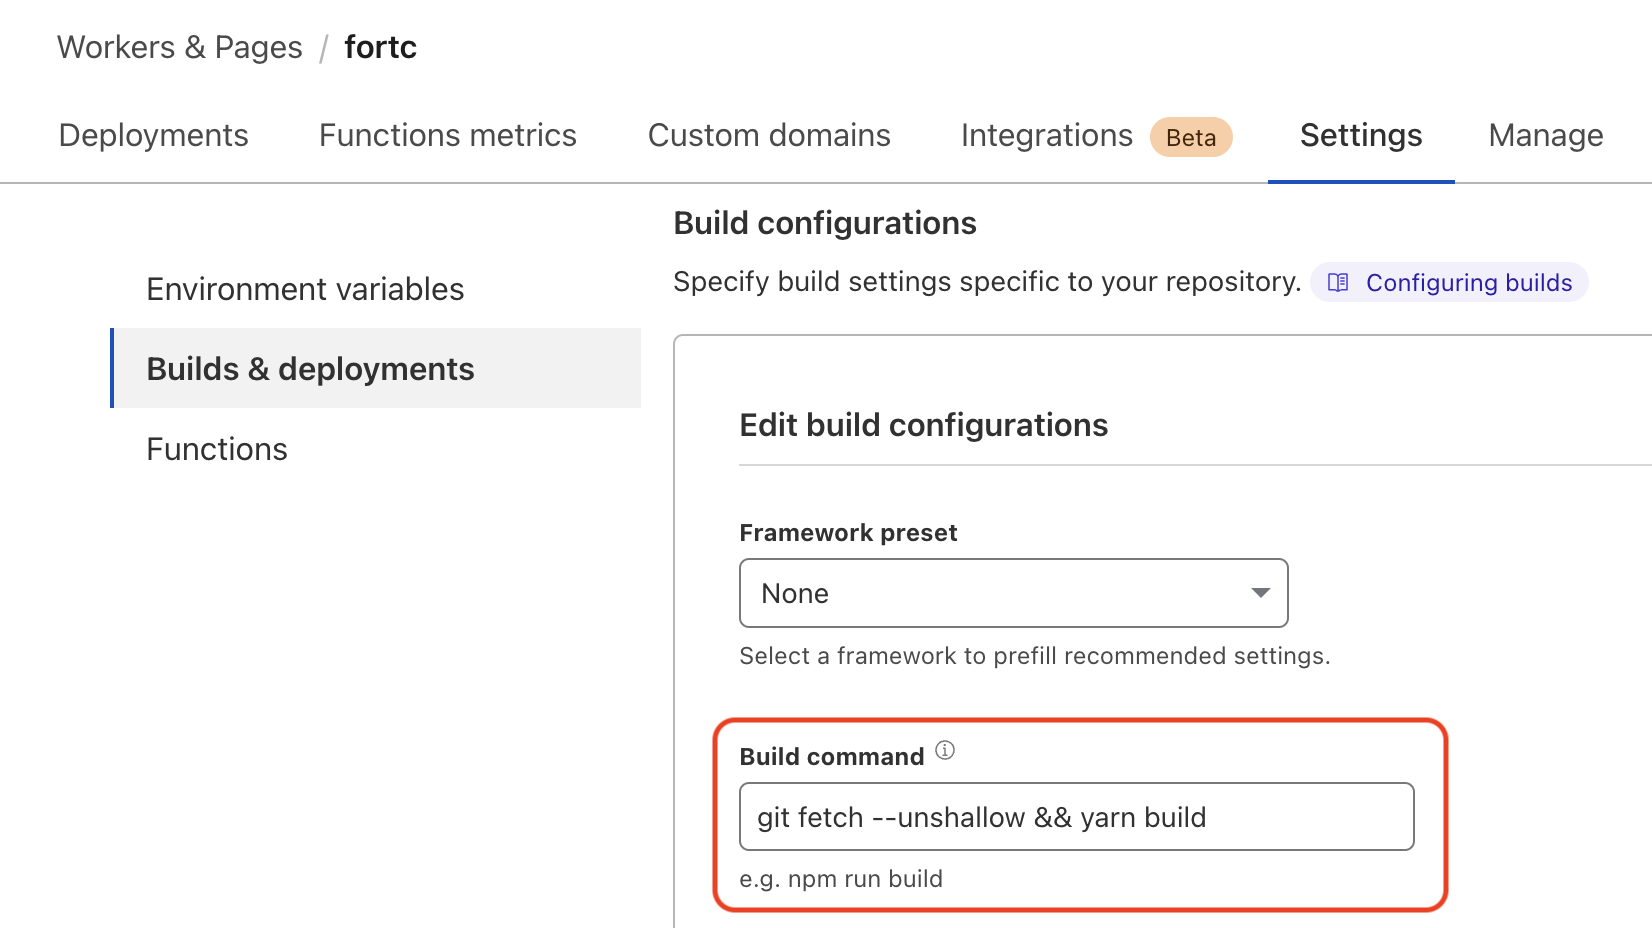 Workers & Pages / fortc
Deployments Functions metrics Custom domains Integrations Beta Settings Manage
Environment variables
Builds & deployments
Functions
Build configurations
Specify build settings specific to your repository. Configuring builds
Edit build configurations
Framework preset
None
Select a framework to prefill recommended settings.
Build command
git fetch --unshallow && yarn build
e.g. npm run build